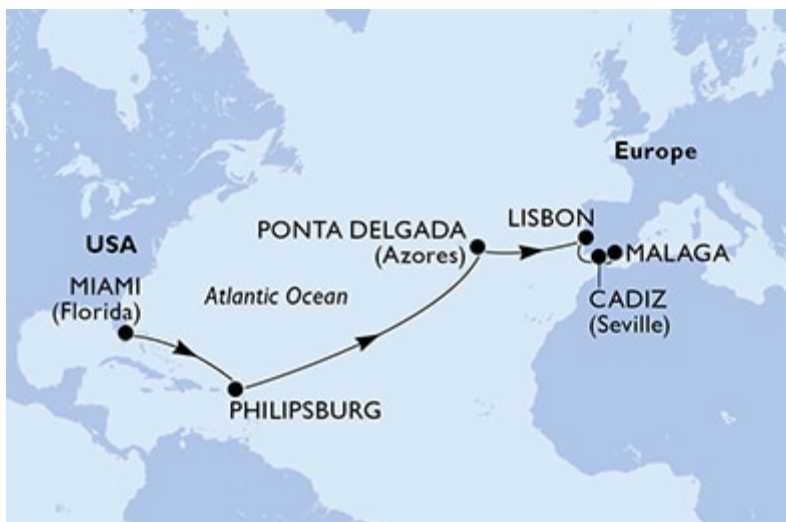 Europe
LISBON
PONTA DELGADA
(Azores)
MALAGA
USA
MIAMI
(Florida)
Atlantic Ocean
CADIZ
(Seville)
PHILIPSBURG